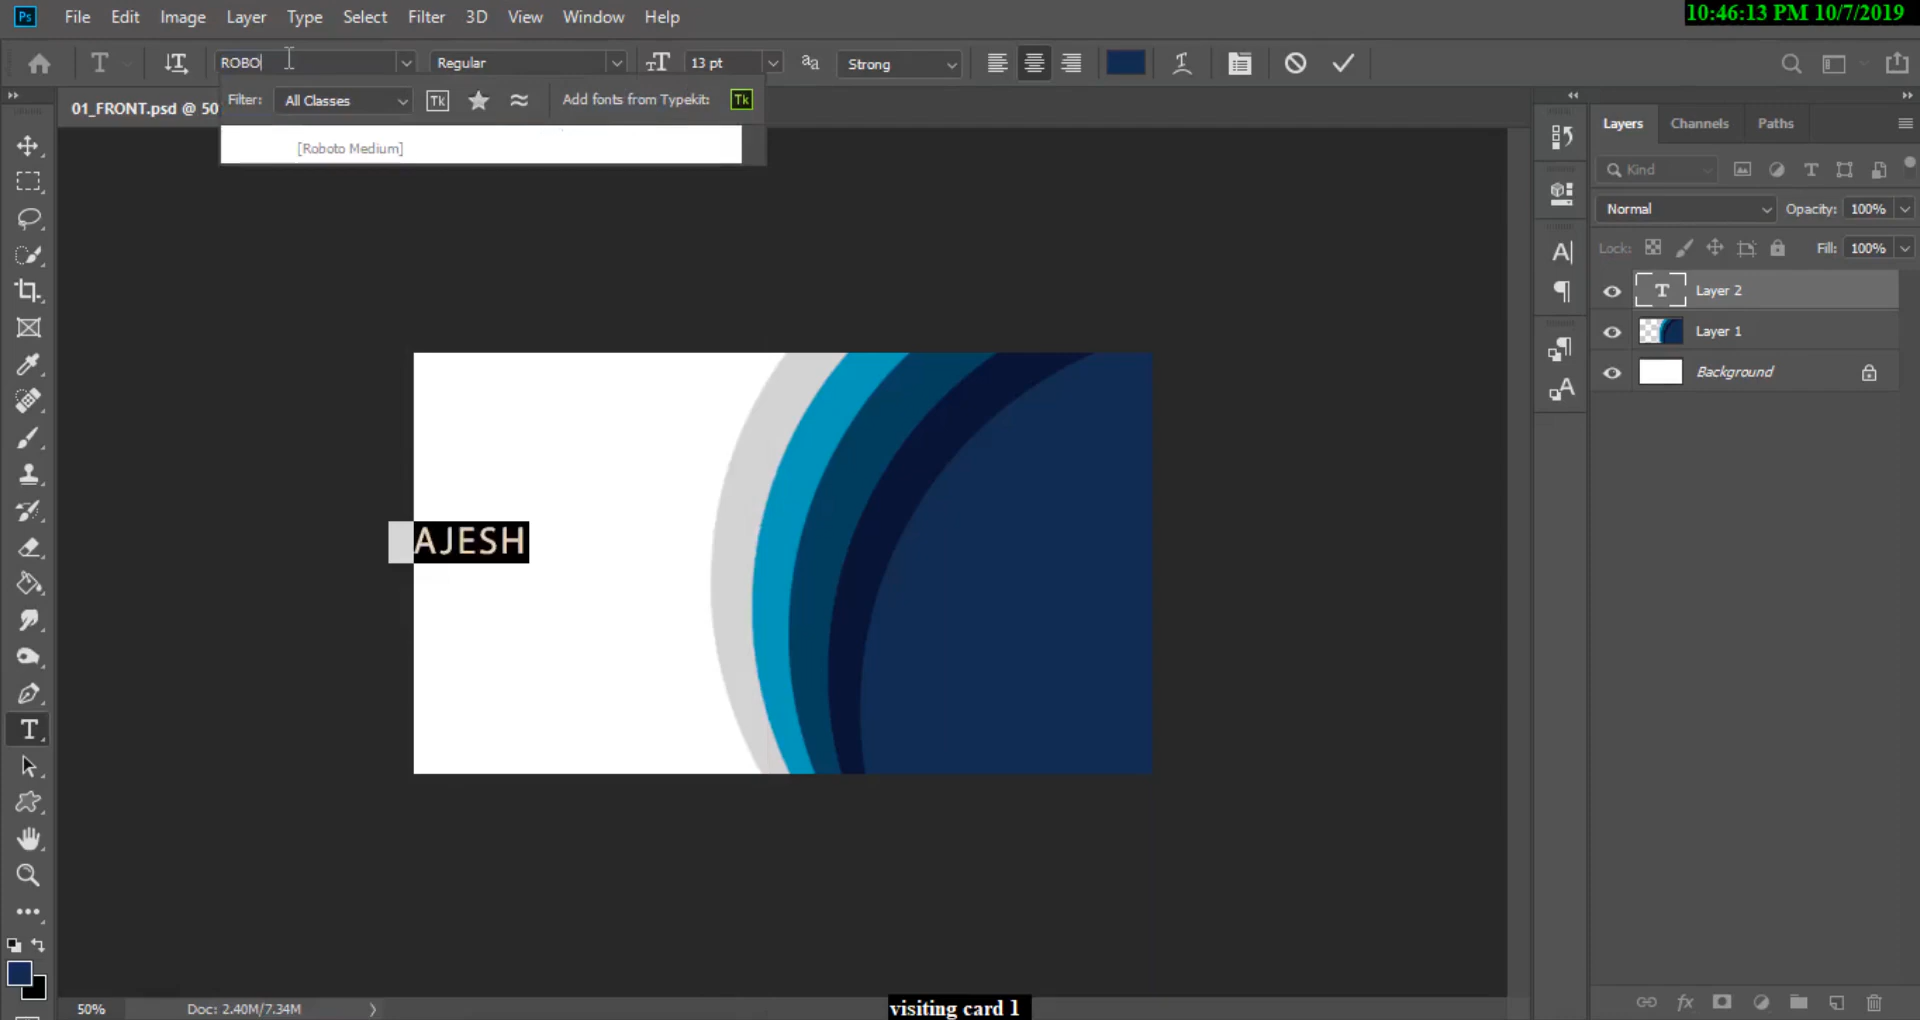 10:46:13 PM 10/7/2019
Ps File Edit Image Layer Type Select Filter 3D View Window Help
ROBO Regular 13 pt Strong
Filter: All Classes Tk Add fonts from Typekit: Tk
01_FRONT.psd @ 50
[Roboto Medium]
Layers Channels Paths
Kind
Normal Opacity: 100%
Lock: Fill: 100%
Layer 2
Layer 1
Background
AJESH
50% Doc: 2.40M/7.34M
visiting card 1